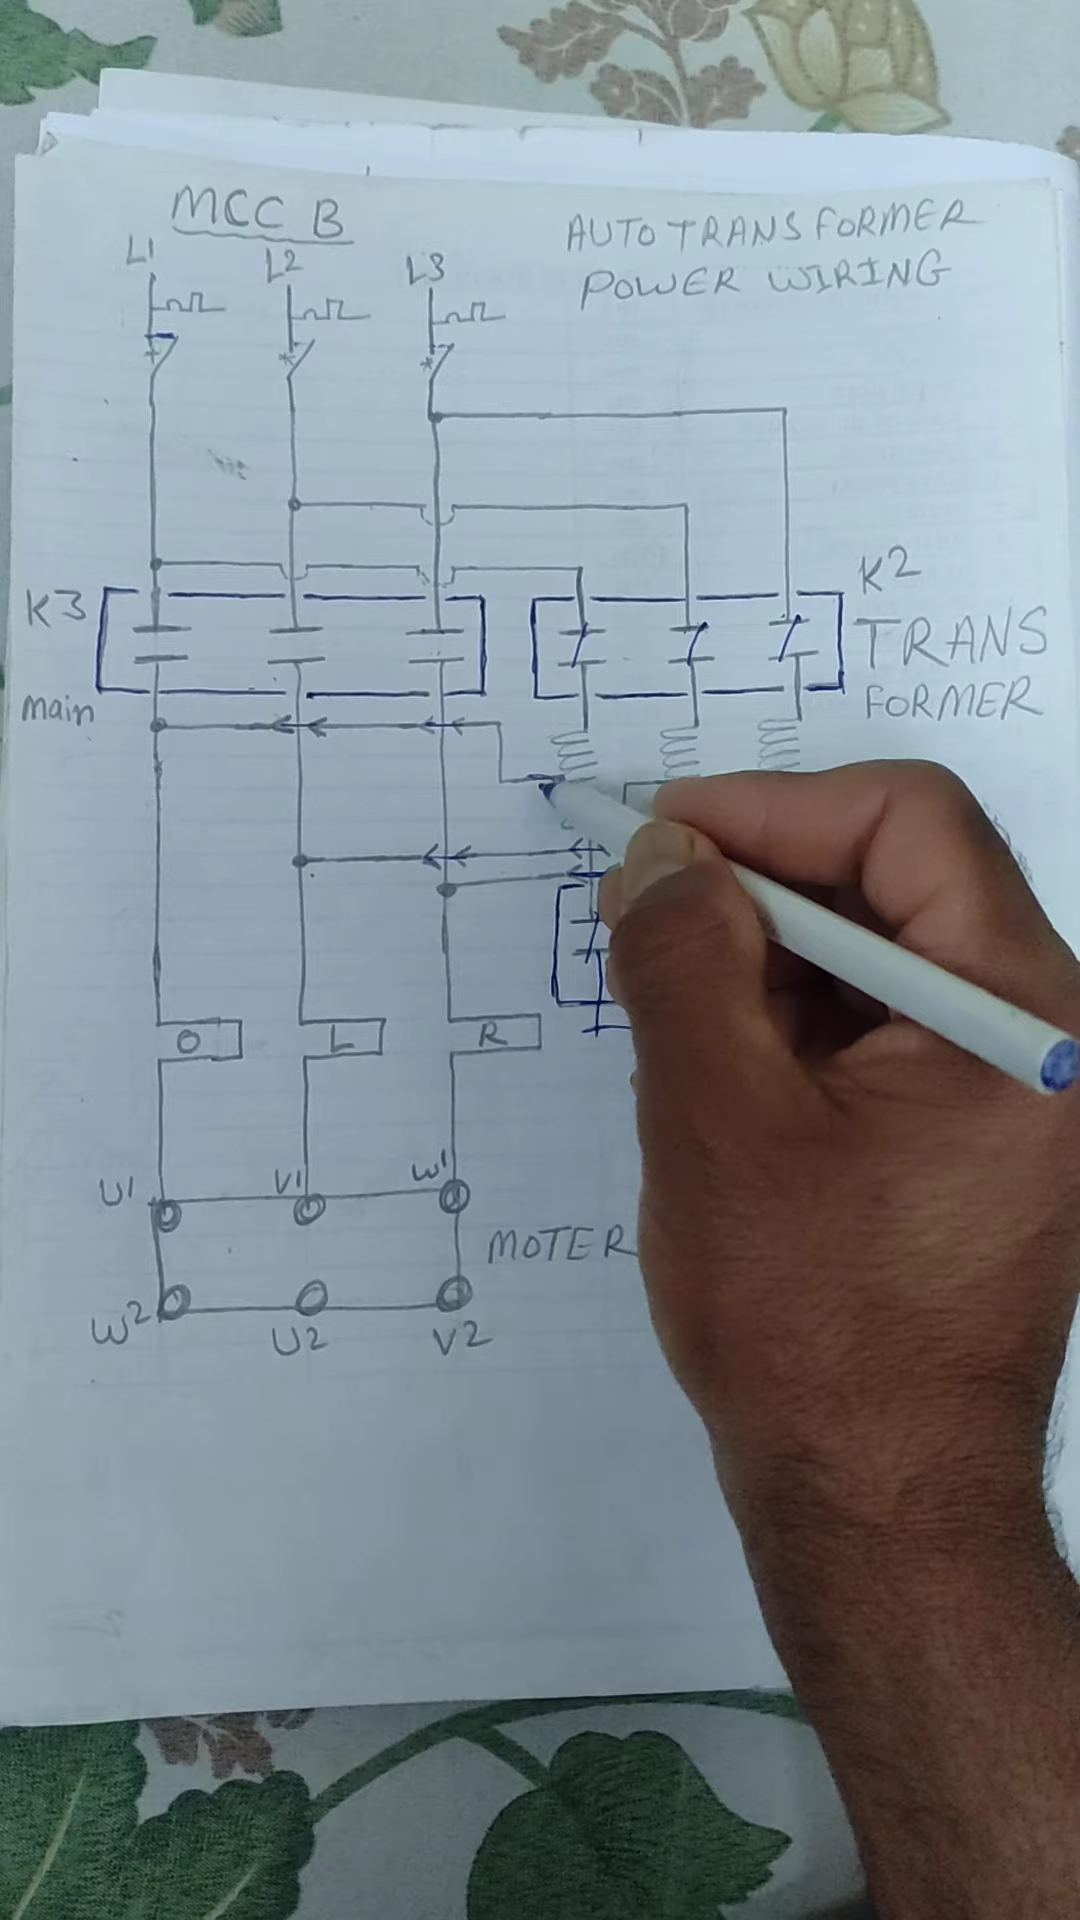 MCCB
AUTO TRANSFORMER
POWER WIRING
L1
L2
L3
K3
K2
TRANS
FORMER
Main
O
L
R
U1
V1
W1
MOTER
W2
U2
V2